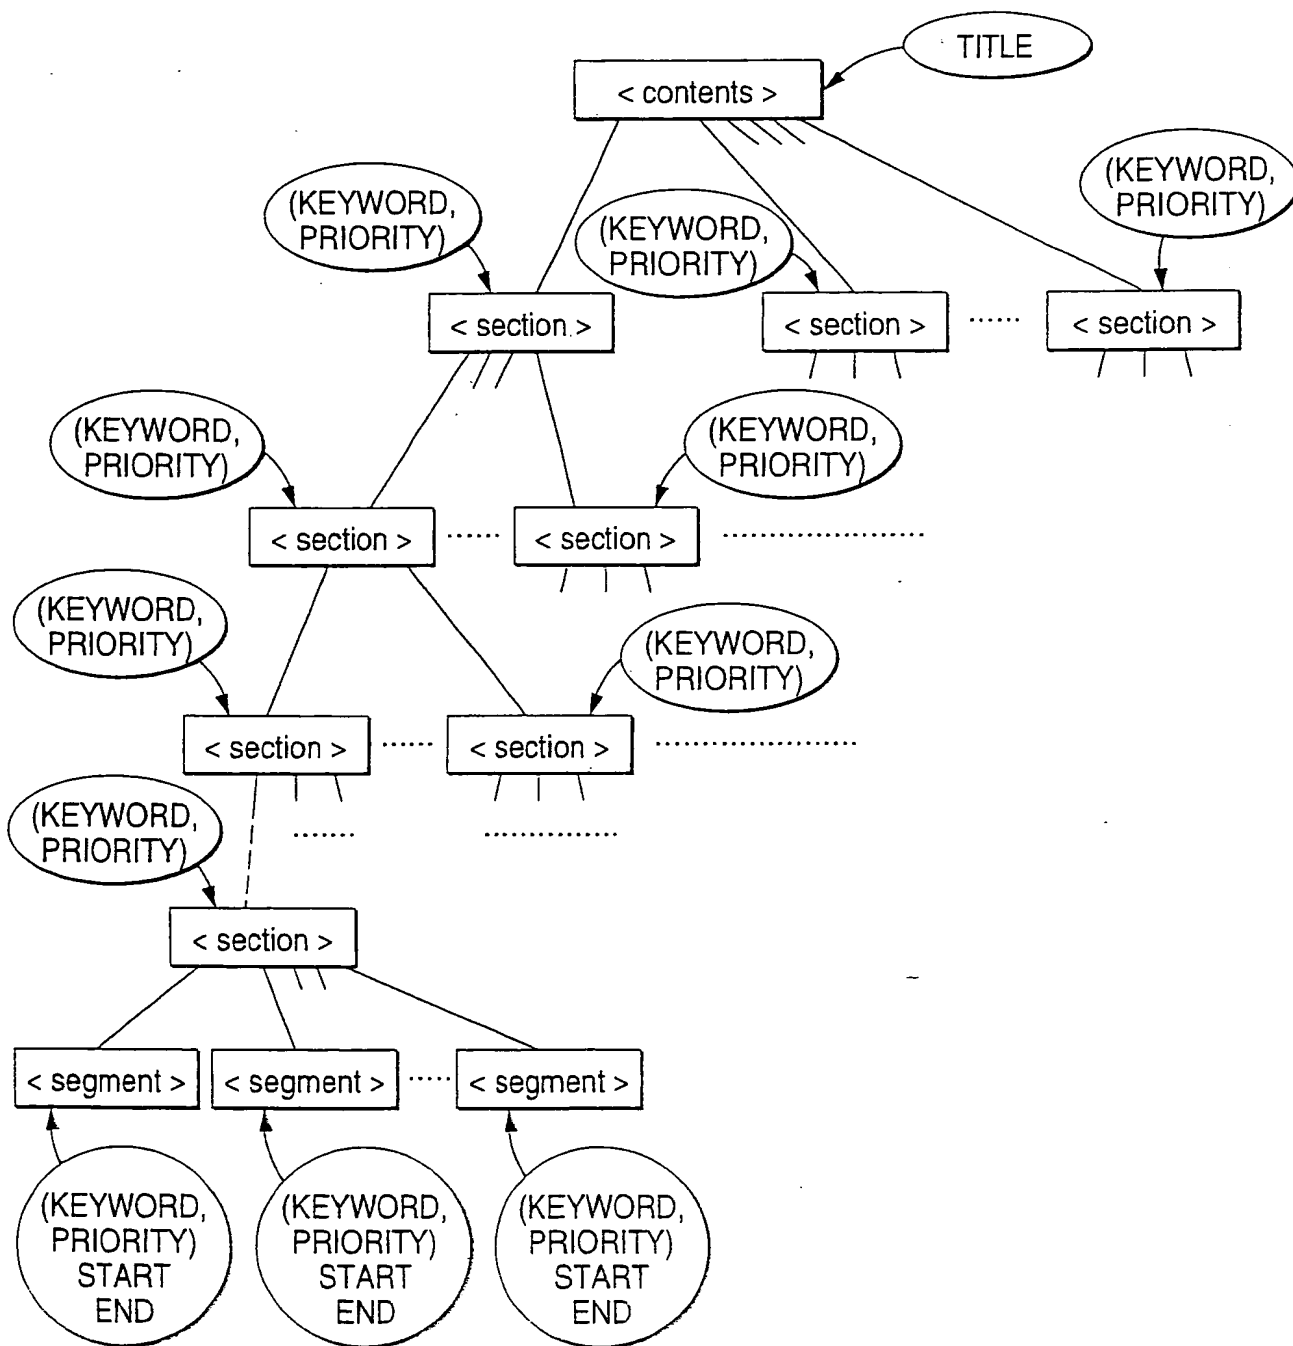 TITLE
< contents >
(KEYWORD,
PRIORITY)
(KEYWORD,
PRIORITY)
(KEYWORD,
PRIORITY)
< section >
< section >
......
< section >
(KEYWORD,
PRIORITY)
(KEYWORD,
PRIORITY)
< section >
......
< section >
(KEYWORD,
PRIORITY)
(KEYWORD,
PRIORITY)
< section >
......
< section >
(KEYWORD,
PRIORITY)
< section >
< segment >
< segment >
.....
< segment >
(KEYWORD,
PRIORITY)
START
END
(KEYWORD,
PRIORITY)
START
END
(KEYWORD,
PRIORITY)
START
END